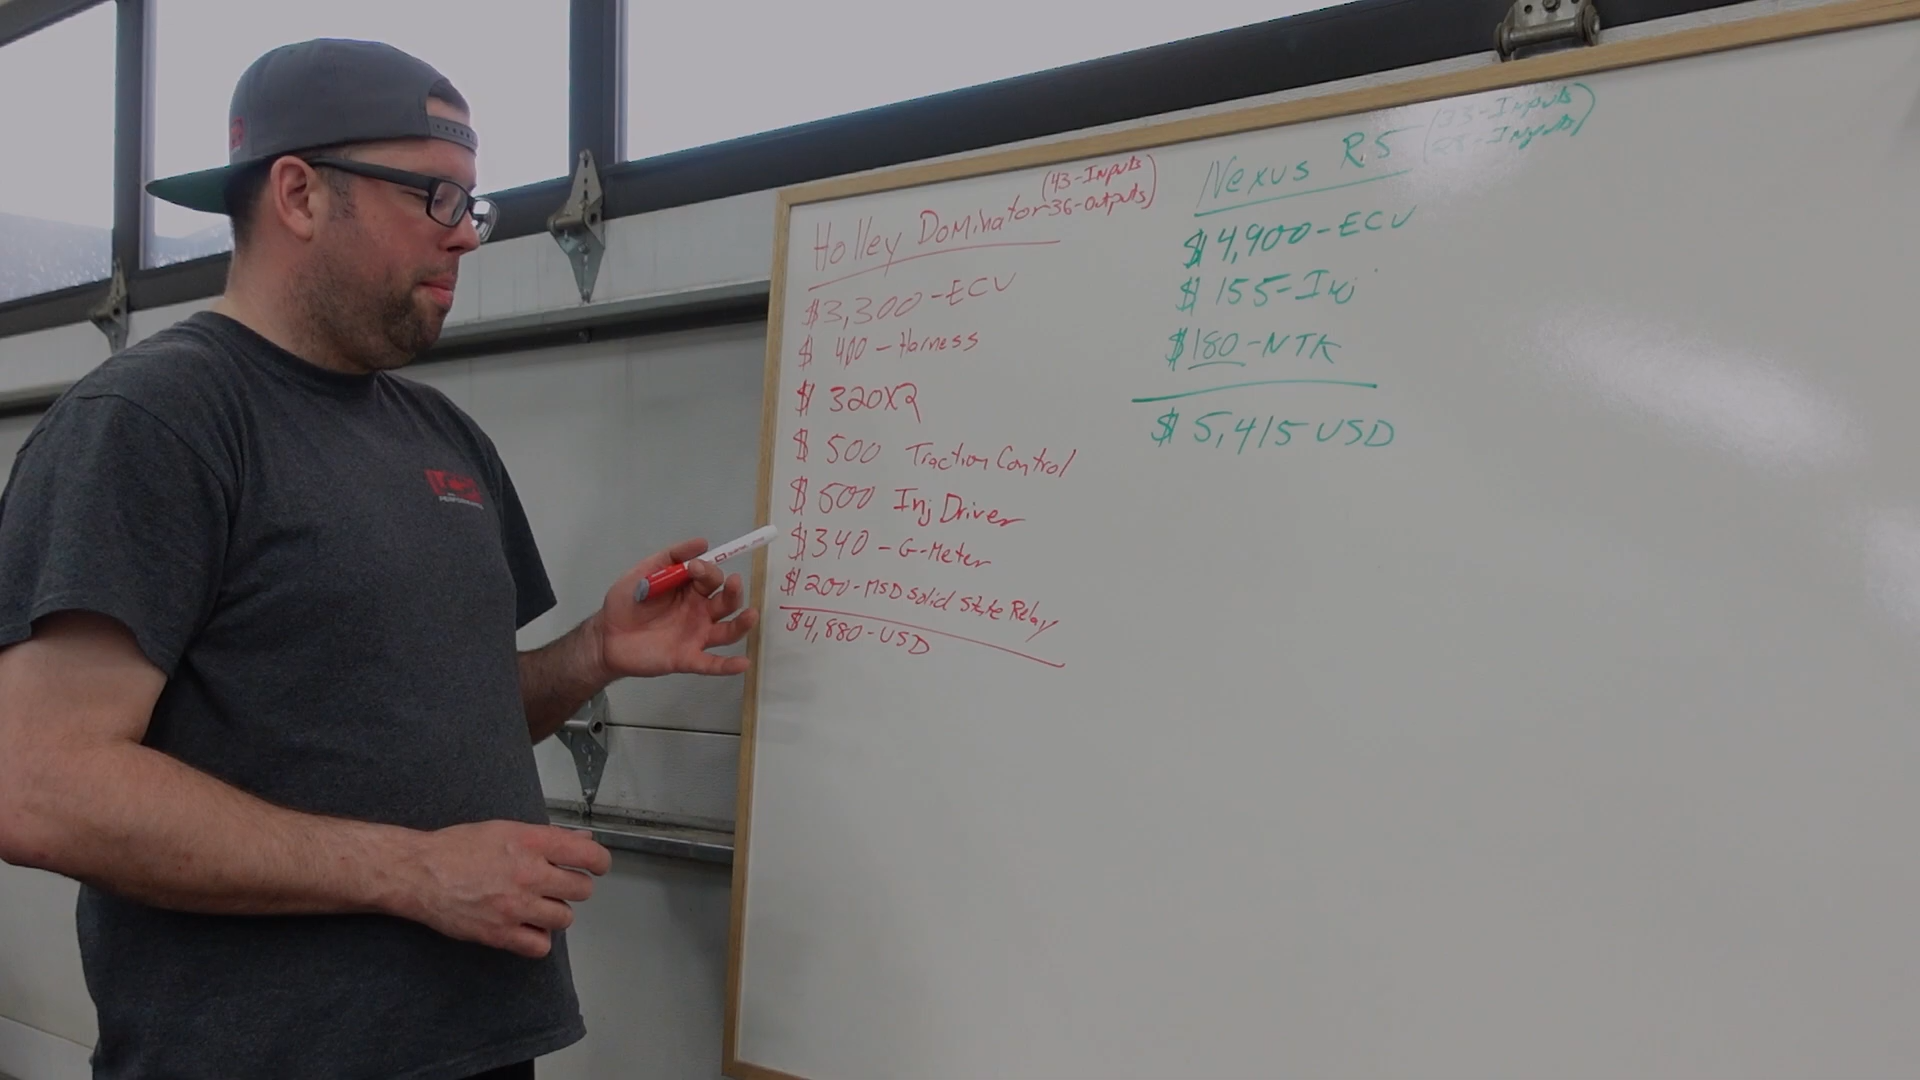 Holley Dominator
(43-Inputs
36-Outputs)
$3,300-ECU
$ 400 - Harness
$ 320X2
$ 500 Traction Control
$ 500 Inj Driver
$340 - G-Meter
$200-MSD Solid State Relay
$4,880-USD
Nexus R5
Inputs
$4,900-ECU
$ 155-Inj
$180-NTK
$ 5,415 USD